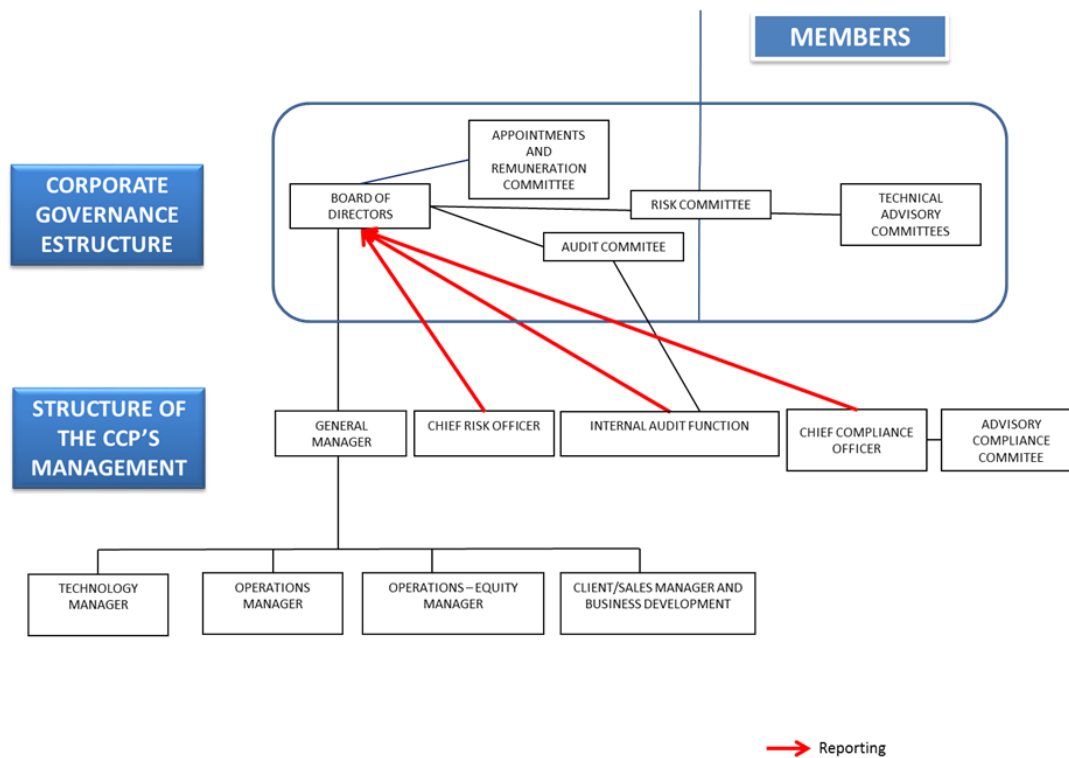 MEMBERS
APPOINTMENTS
AND
REMUNERATION
COMMITTEE
CORPORATE
GOVERNANCE
ESTRUCTURE
BOARD OF
DIRECTORS
RISK COMMITTEE
TECHNICAL
ADVISORY
COMMITTEES
AUDIT COMMITEE
STRUCTURE OF
THE CCP'S
MANAGEMENT
GENERAL
MANAGER
CHIEF RISK OFFICER
INTERNAL AUDIT FUNCTION
CHIEF COMPLIANCE
OFFICER
ADVISORY
COMPLIANCE
COMMITEE
TECHNOLOGY
MANAGER
OPERATIONS
MANAGER
OPERATIONS – EQUITY
MANAGER
CLIENT/SALES MANAGER AND
BUSINESS DEVELOPMENT
Reporting